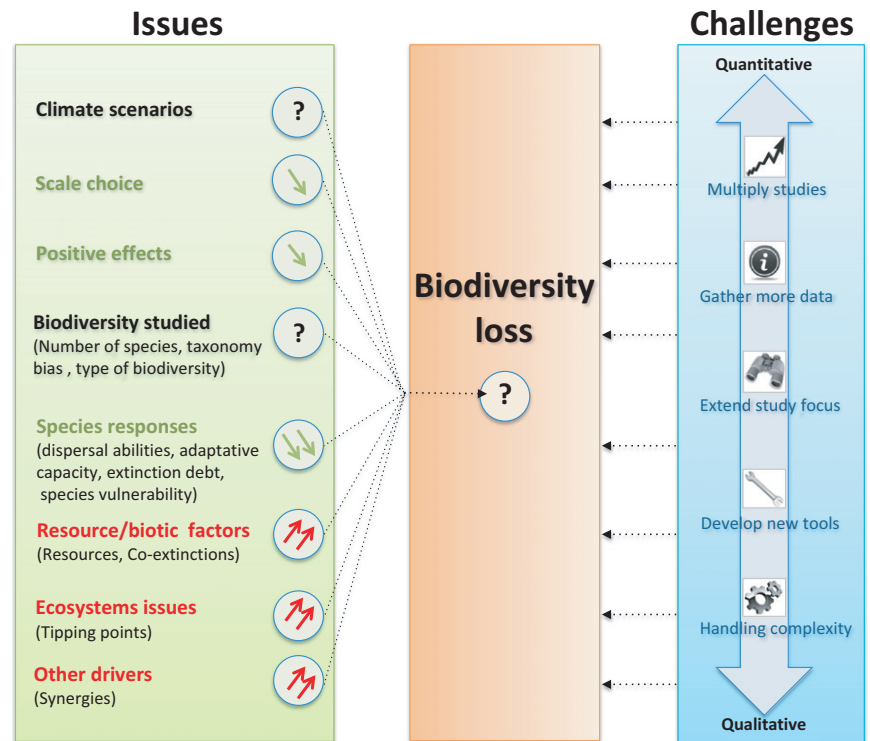 Issues
Climate scenarios
?
Scale choice
Positive effects
Biodiversity studied
(Number of species, taxonomy
bias , type of biodiversity)
?
Species responses
(dispersal abilities, adaptative
capacity, extinction debt,
species vulnerability)
Resource/biotic factors
(Resources, Co-extinctions)
Ecosystems issues
(Tipping points)
Other drivers
(Synergies)
Biodiversity
loss
?
Challenges
Quantitative
Multiply studies
i
Gather more data
Extend study focus
Develop new tools
Handling complexity
Qualitative